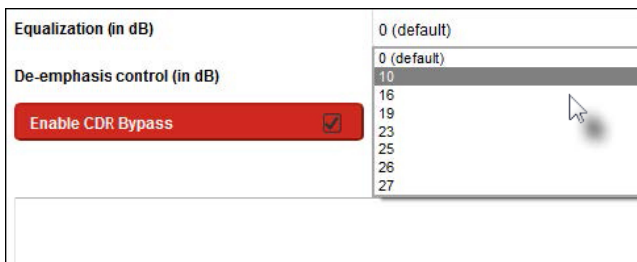 Equalization (in dB)
0 (default)
0 (default)
De-emphasis control (in dB)
10
16
Enable CDR Bypass
19
23
25
26
27